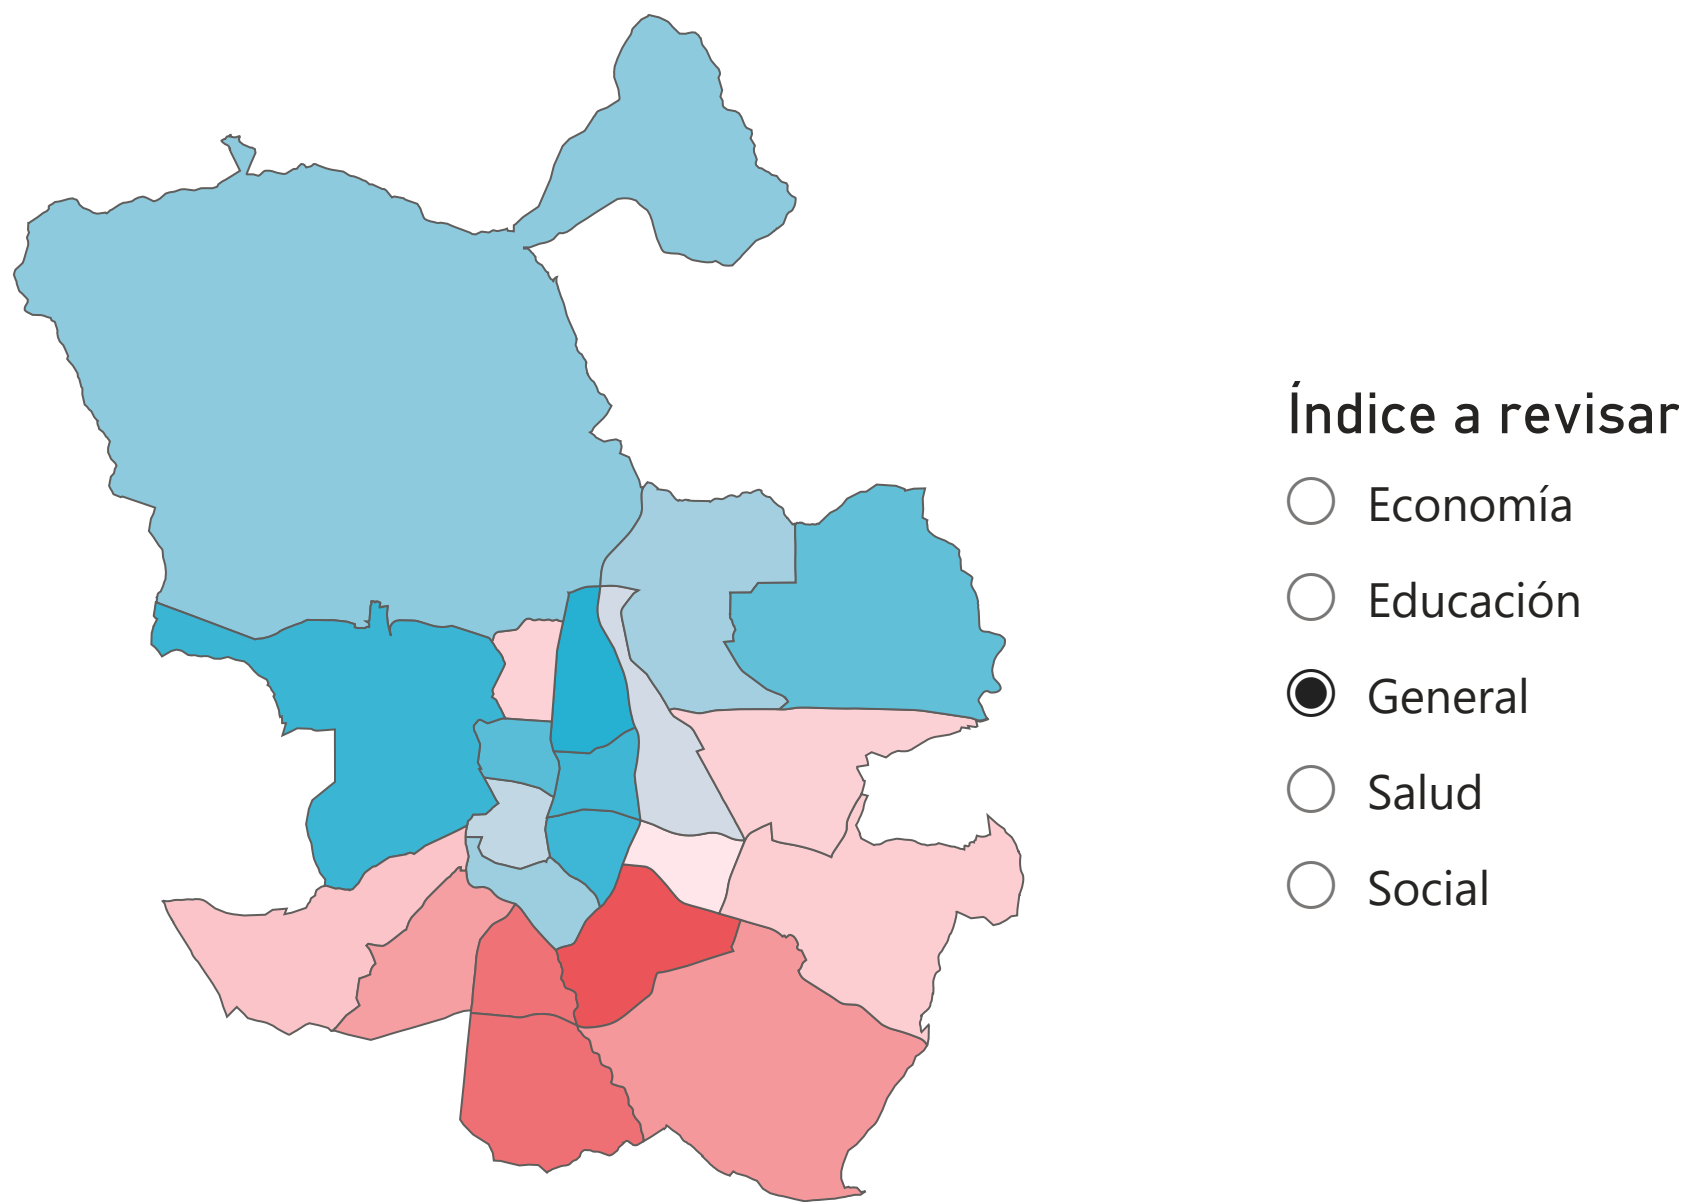 Índice a revisar
Economía
Educación
General
Salud
Social